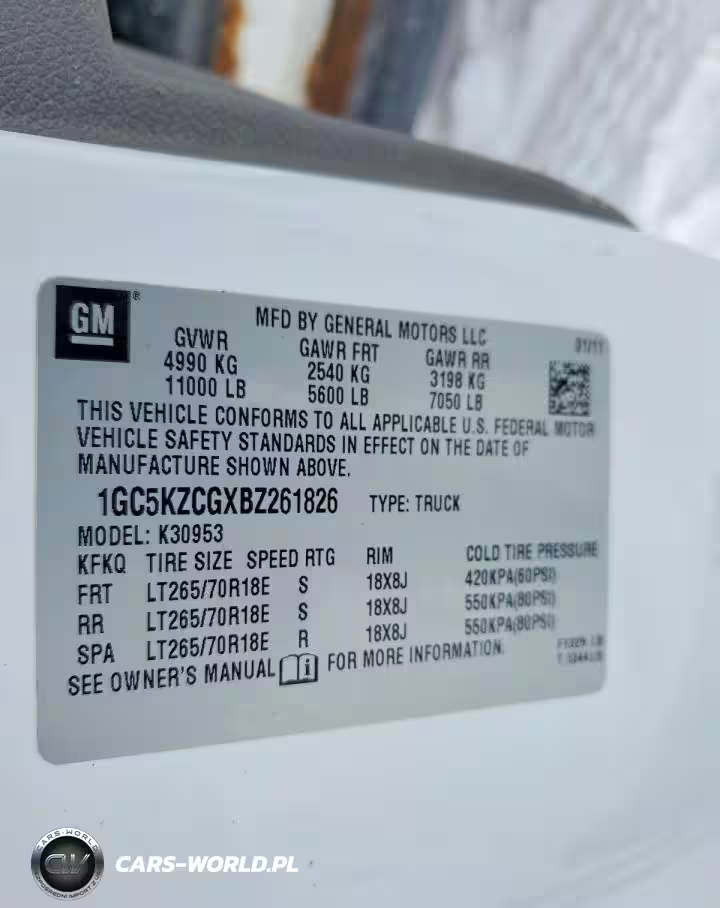 GM®
MFD BY GENERAL MOTORS LLC 01/11
GVWR GAWR FRT GAWR RR
4990 KG 2540 KG 3198 KG
11000 LB 5600 LB 7050 LB
THIS VEHICLE CONFORMS TO ALL APPLICABLE U.S. FEDERAL MOTOR
VEHICLE SAFETY STANDARDS IN EFFECT ON THE DATE OF
MANUFACTURE SHOWN ABOVE.
1GC5KZCGXBZ261826 TYPE: TRUCK
MODEL: K30953
KFKQ TIRE SIZE SPEED RTG RIM COLD TIRE PRESSURE
FRT LT265/70R18E S 18X8J 420KPA(60PSI)
RR LT265/70R18E S 18X8J 550KPA(80PSI)
SPA LT265/70R18E R 18X8J 550KPA(80PSI)
SEE OWNER'S MANUAL FOR MORE INFORMATION.
CARS-WORLD
CW
CARS-WORLD.PL